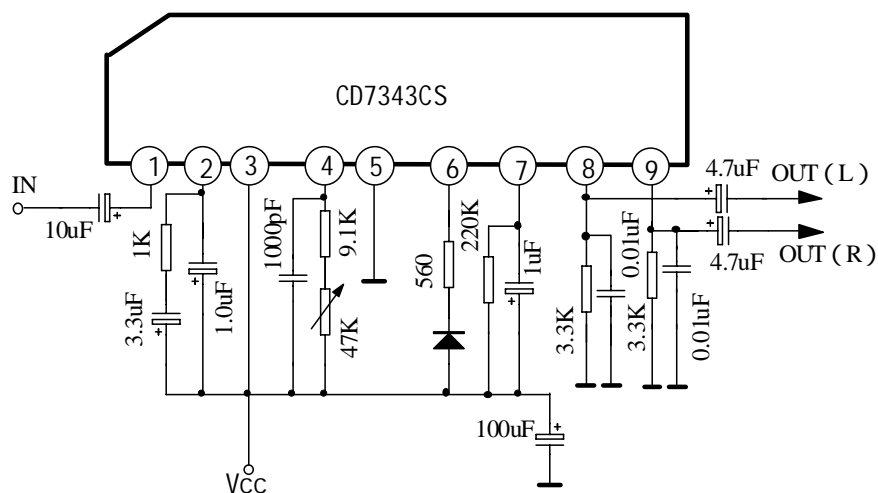 CD7343CS
1 2 3 4 5 6 7 8 9
IN
10uF
+
1K
3.3uF
+
1.0uF
+
1000pF
9.1K
47K
560
220K
1uF
+
3.3K
0.01uF
3.3K
0.01uF
4.7uF
+
OUT ( L )
+
4.7uF
OUT ( R )
100uF
+
VCC